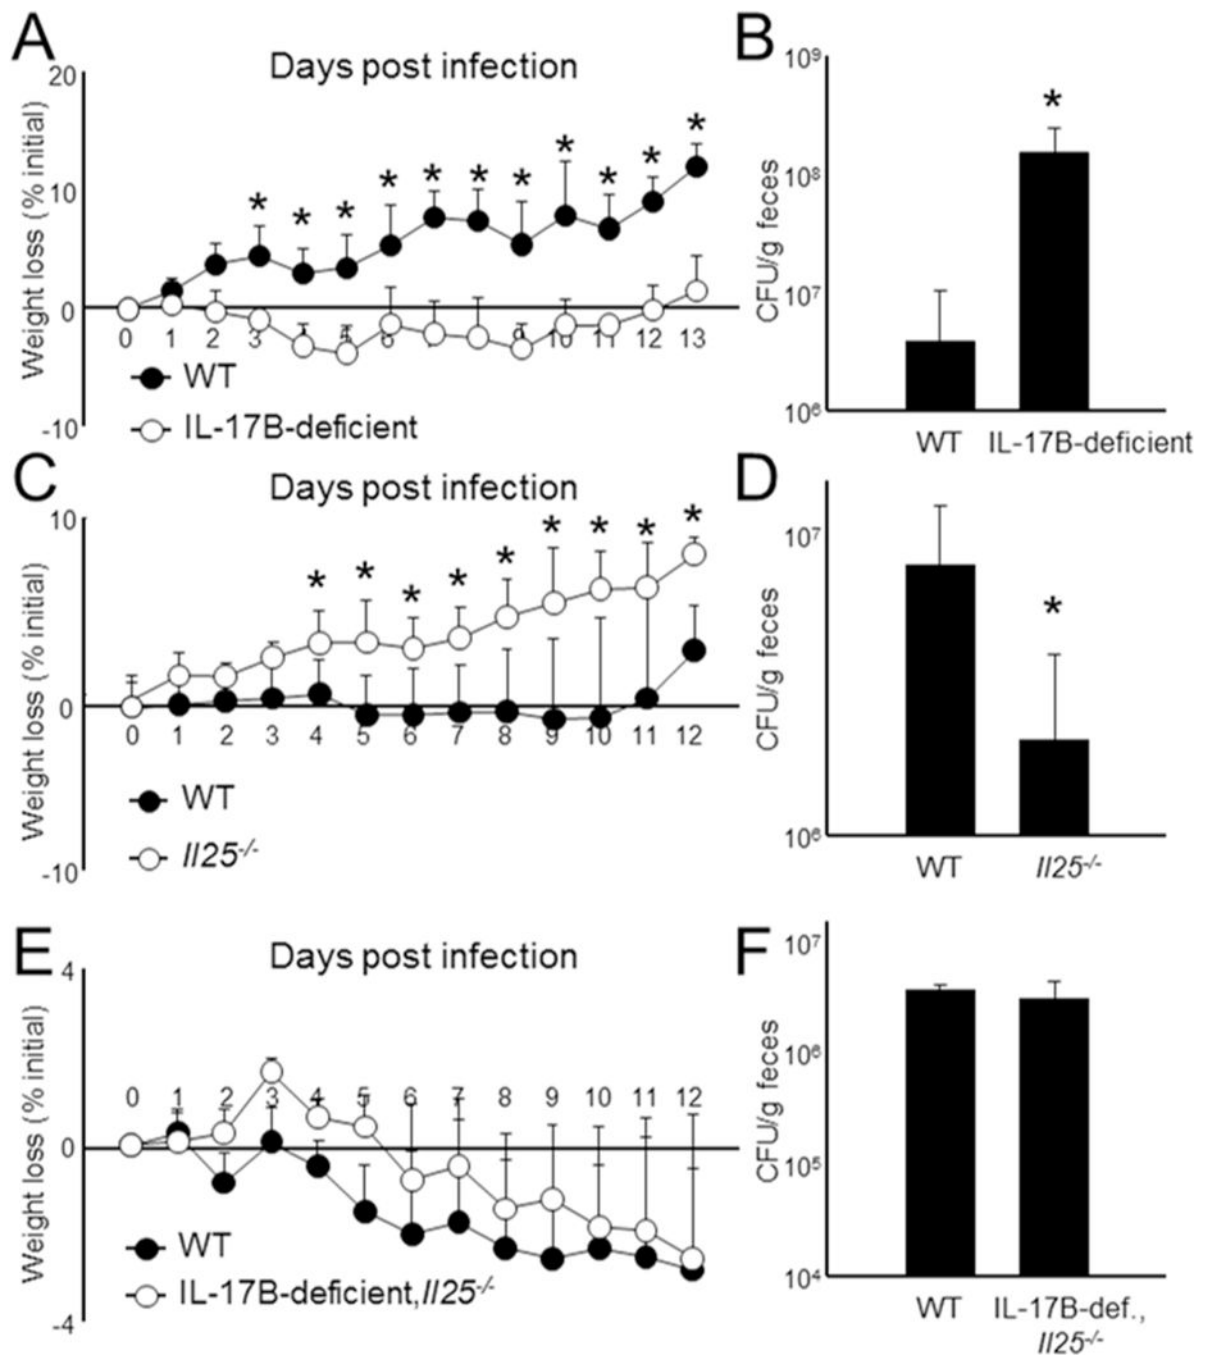 A
Days post infection
Weight loss (% initial)
20
10
0
-10
* * * * * * * * * * *
0 1 2 3 6 10 11 12 13
WT
IL-17B-deficient
B
CFU/g feces
10⁹
10⁸
10⁷
10⁶
*
WT IL-17B-deficient
C
Days post infection
Weight loss (% initial)
10
0
-10
* * * * * * * * *
0 1 2 3 4 5 6 7 8 9 10 11 12
WT
Il25-/-
D
CFU/g feces
10⁷
10⁶
*
WT Il25-/-
E
Days post infection
Weight loss (% initial)
4
0
-4
0 1 2 3 4 5 6 7 8 9 10 11 12
WT
IL-17B-deficient,Il25-/-
F
CFU/g feces
10⁷
10⁶
10⁵
10⁴
WT IL-17B-def.,
Il25-/-